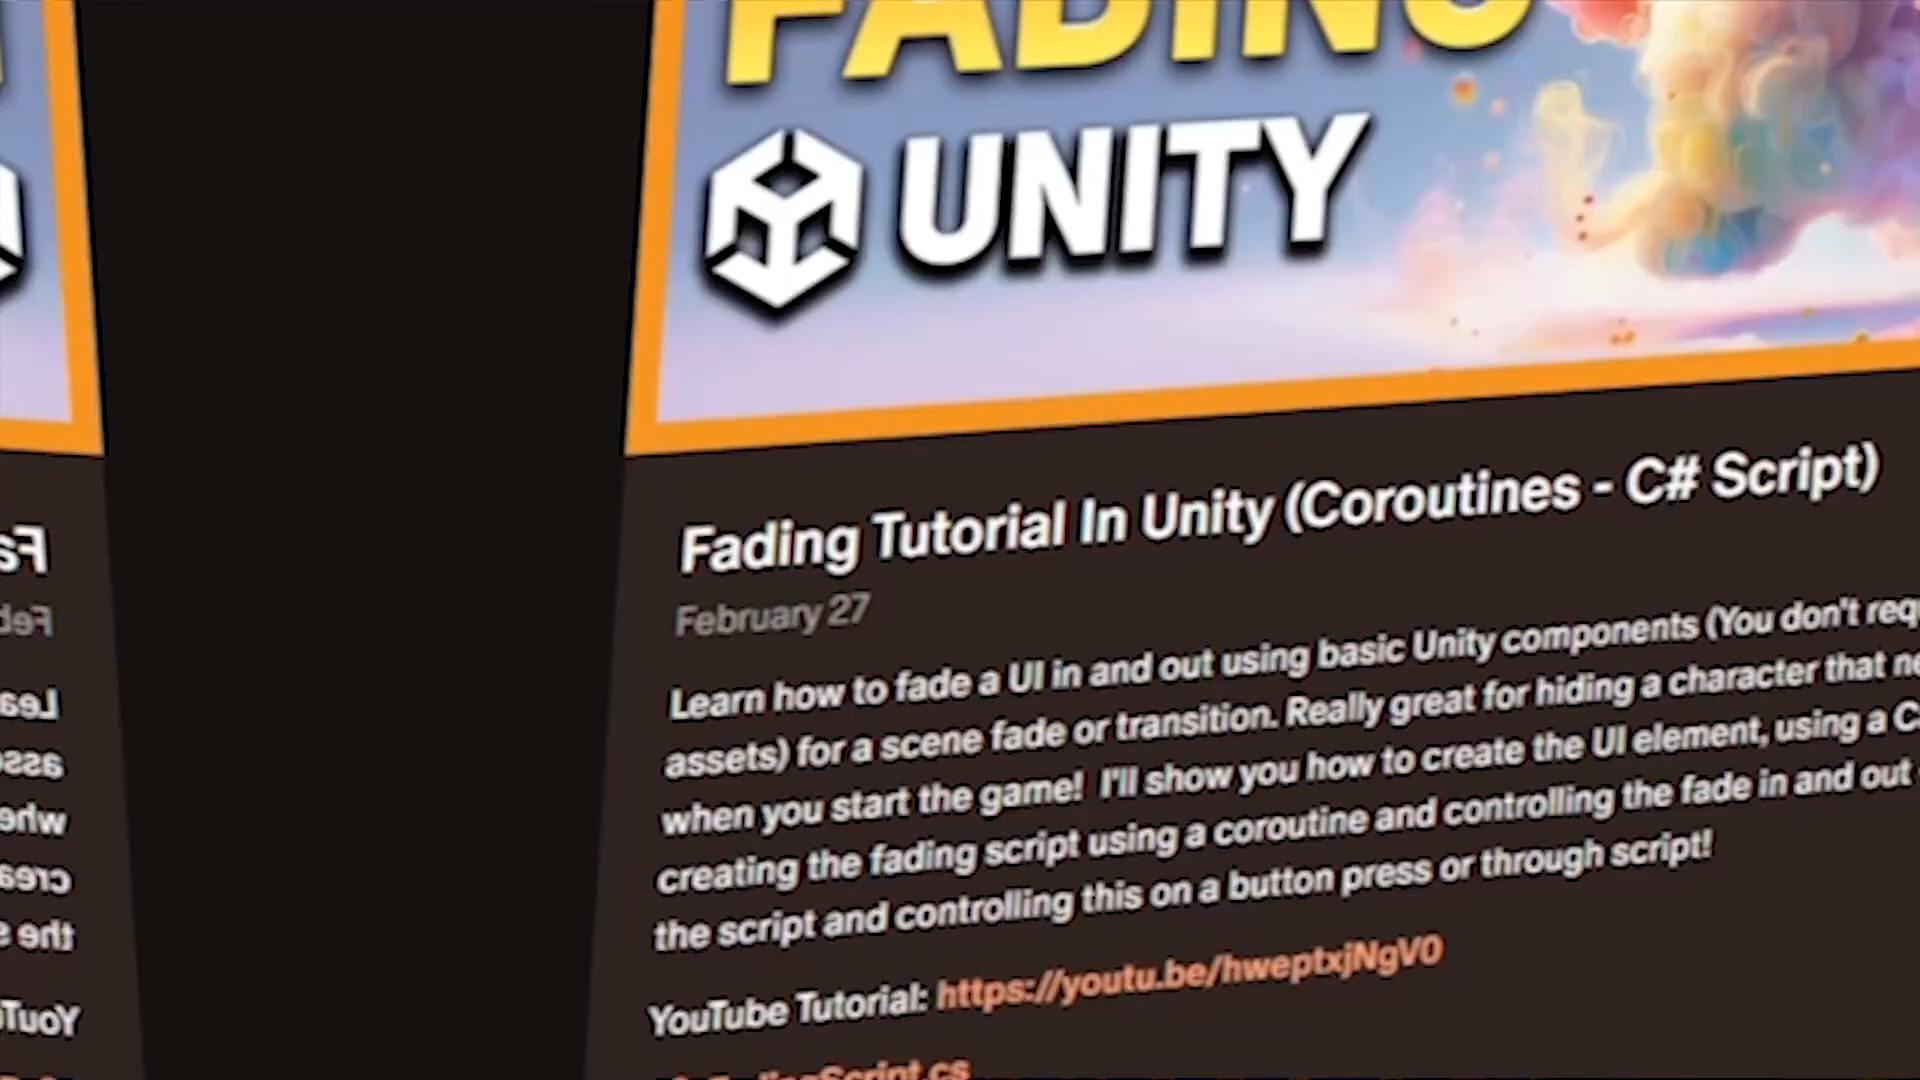 FADING
UNITY
Fading Tutorial In Unity (Coroutines - C# Script)
February 27
Learn how to fade a UI in and out using basic Unity components (You don't
assets) for a scene fade or transition. Really great for hiding a character that
when you start the game! I'll show you how to create the UI element, using a
creating the fading script using a coroutine and controlling the fade in and out
the script and controlling this on a button press or through script!
YouTube Tutorial: https://youtu.be/hweptxjNgV0
FadingScript.cs